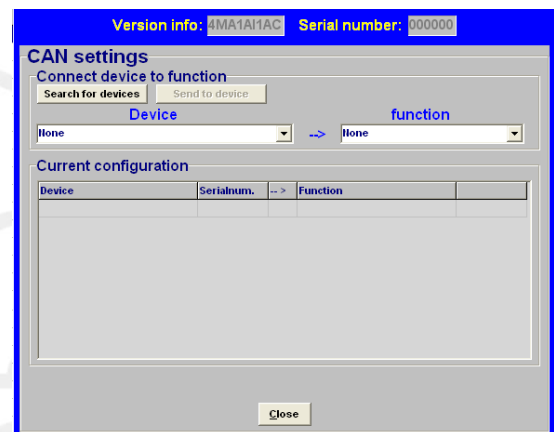 Version info: 4MA1AI1AC Serial number: 000000
CAN settings
Connect device to function
Search for devices Send to device
Device function
None --> None
Current configuration
Device Serialnum. --> Function
Close